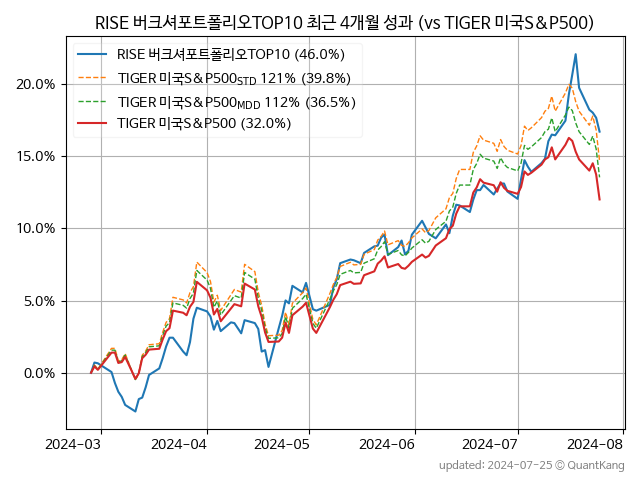 RISE 버크셔포트폴리오TOP10 최근 4개월 성과 (vs TIGER 미국S&P500)
RISE 버크셔포트폴리오TOP10 (46.0%)
TIGER 미국S&P500STD 121% (39.8%)
TIGER 미국S&P500MDD 112% (36.5%)
TIGER 미국S&P500 (32.0%)
20.0%
15.0%
10.0%
5.0%
0.0%
2024-03 2024-04 2024-05 2024-06 2024-07 2024-08
updated: 2024-07-25 © QuantKang